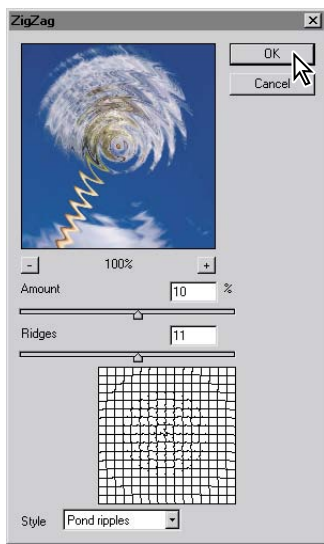 ZigZag
OK
Cancel
- 100% +
Amount 10 %
Ridges 11
Style Pond ripples